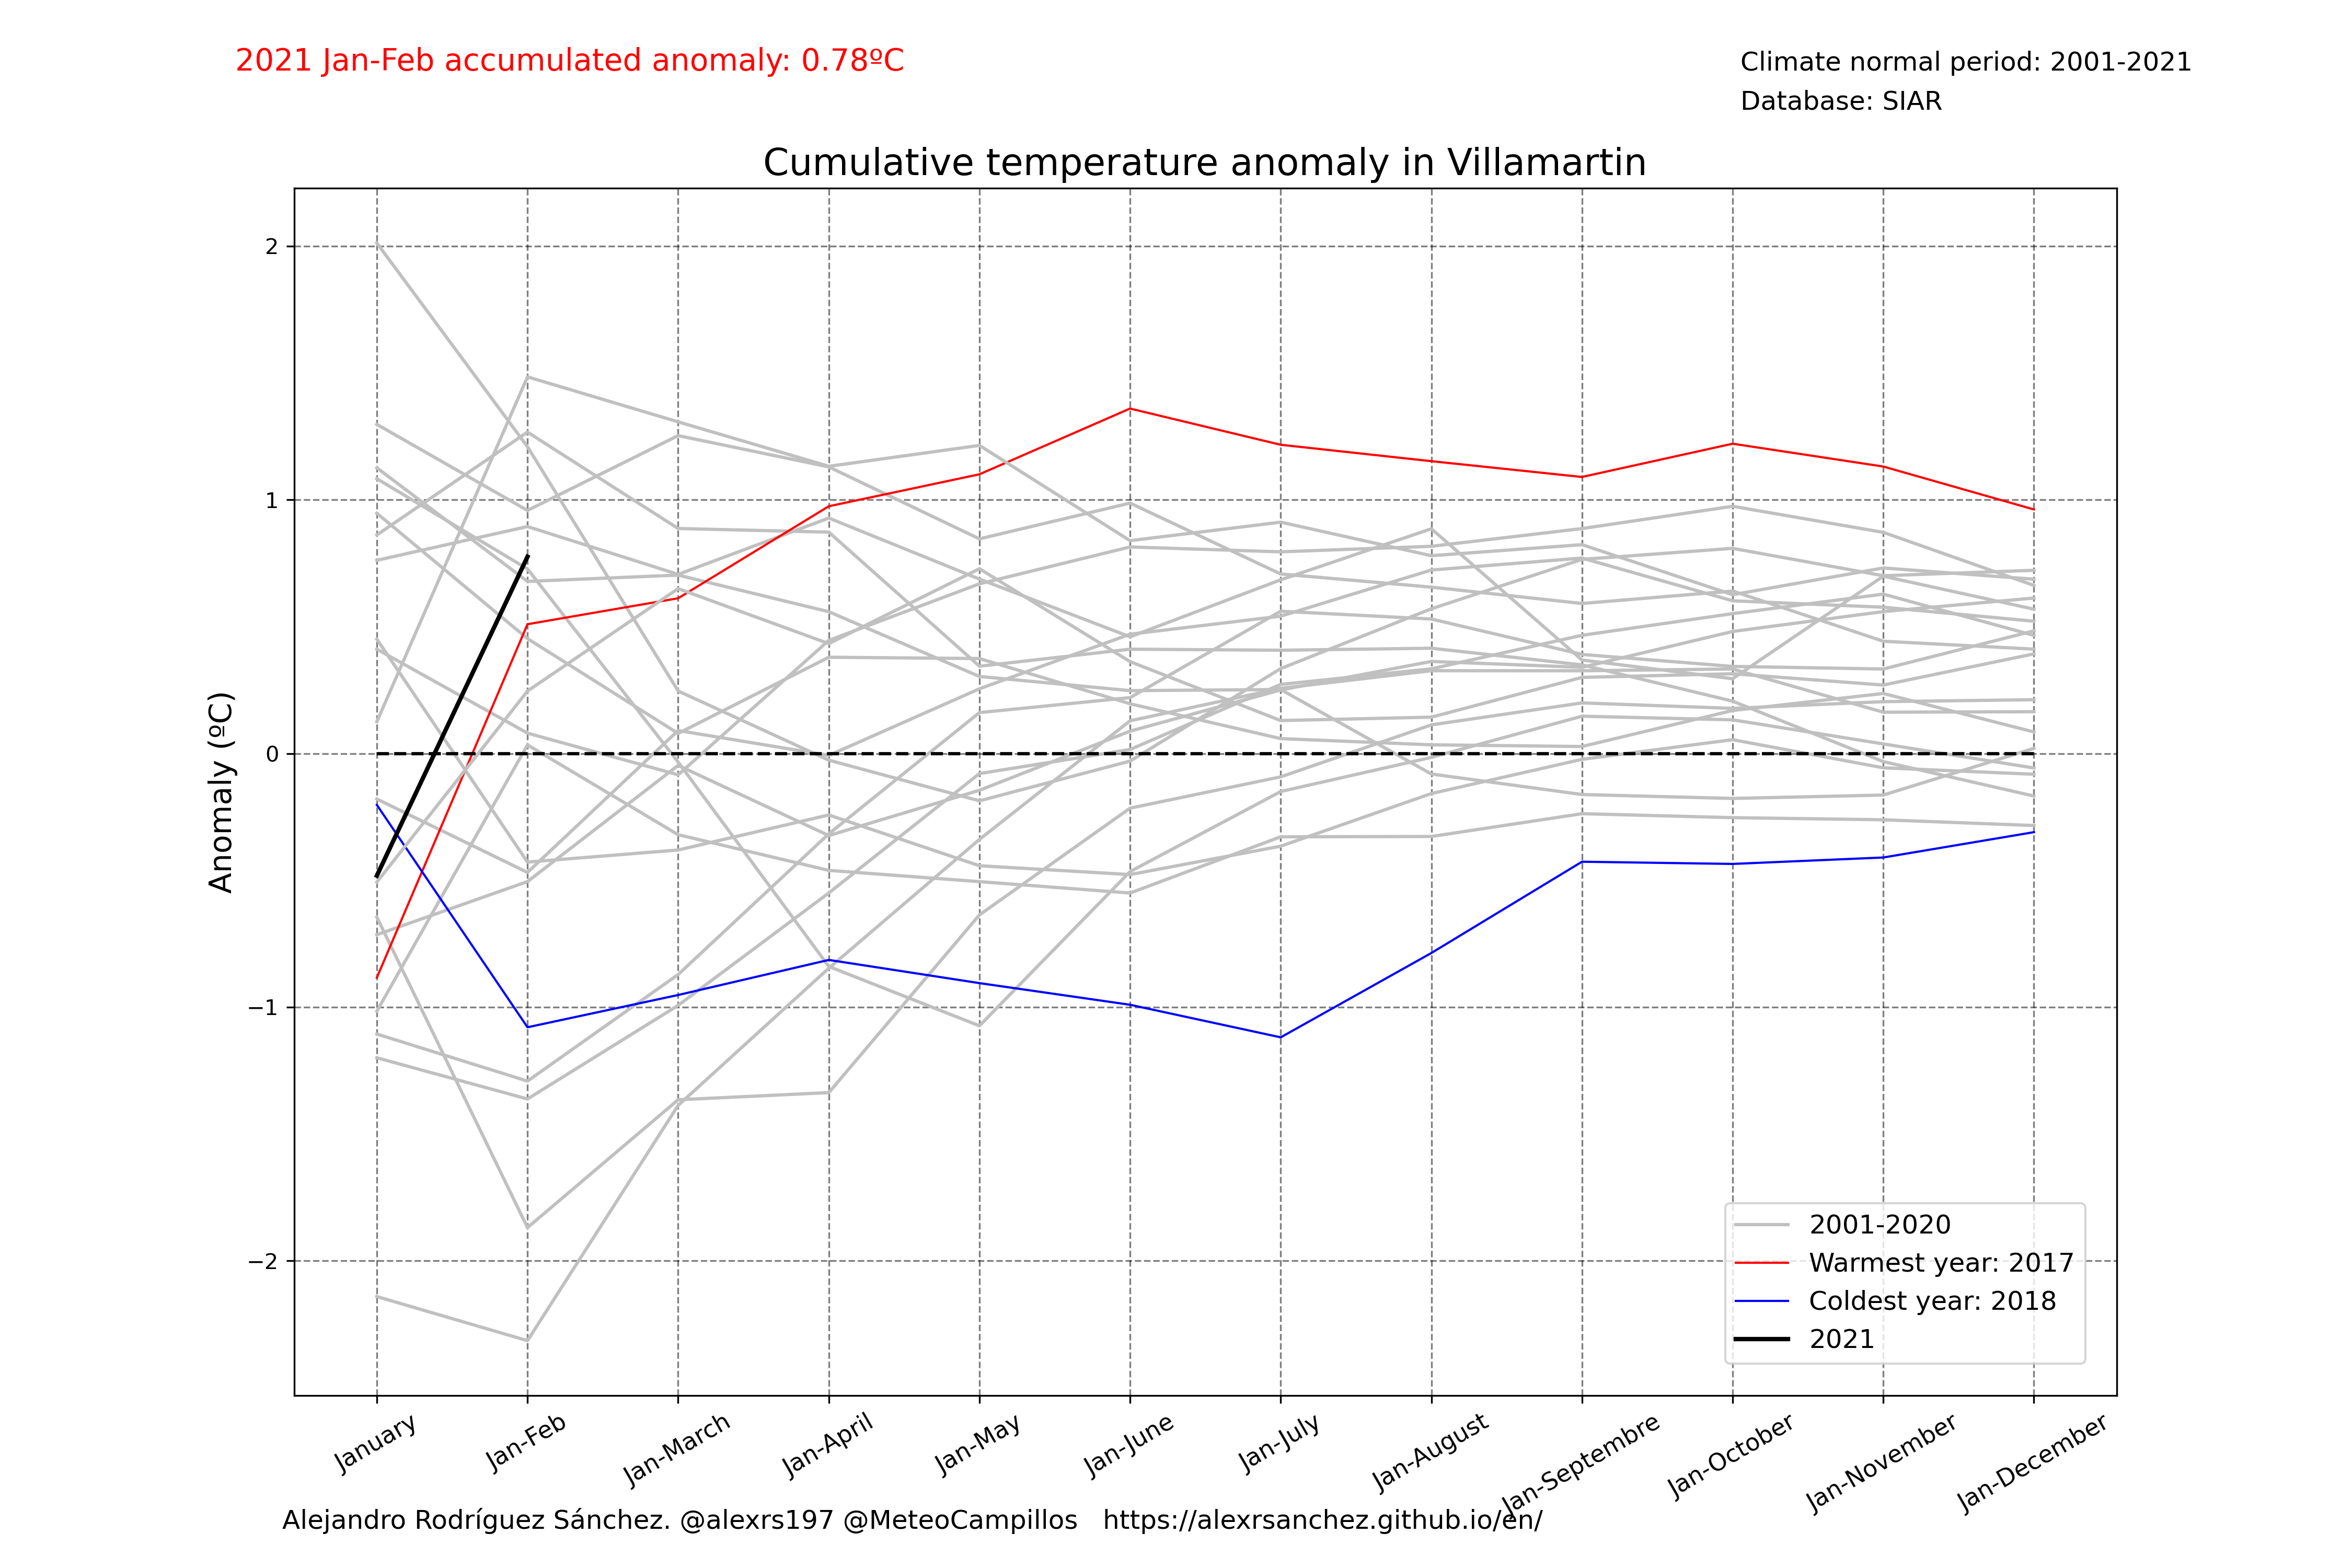 2021 Jan-Feb accumulated anomaly: 0.78ºC
Climate normal period: 2001-2021
Database: SIAR
Cumulative temperature anomaly in Villamartin
Anomaly (ºC)
2
1
0
−1
−2
2001-2020
Warmest year: 2017
Coldest year: 2018
2021
January
Jan-Feb
Jan-March
Jan-April
Jan-May
Jan-June
Jan-July
Jan-August
Jan-Septembre
Jan-October
Jan-November
Jan-December
Alejandro Rodríguez Sánchez. @alexrs197 @MeteoCampillos   https://alexrsanchez.github.io/en/